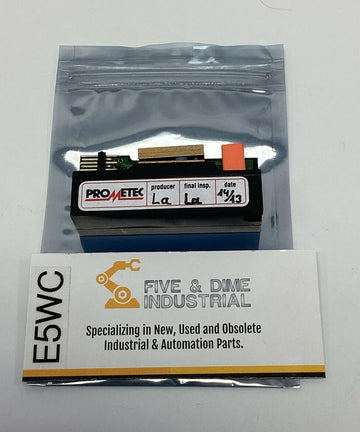 PROMETEC
producer final insp. date
La La 14/13
E5WC
FIVE & DIME
INDUSTRIAL
Specializing in New, Used and Obsolete
Industrial & Automation Parts.